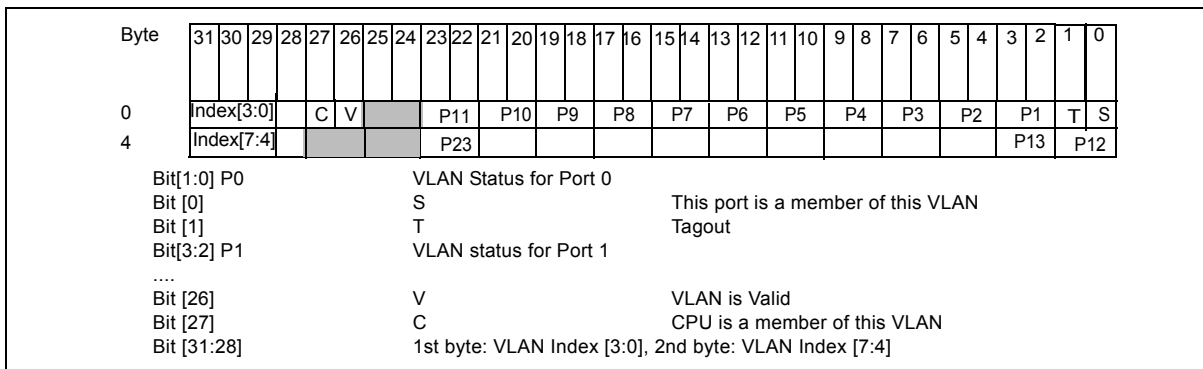 Byte 31 30 29 28 27 26 25 24 23 22 21 20 19 18 17 16 15 14 13 12 11 10 9 8 7 6 5 4 3 2 1 0
0 Index[3:0] C V P11 P10 P9 P8 P7 P6 P5 P4 P3 P2 P1 T S
4 Index[7:4] P23 P13 P12
Bit[1:0] P0 VLAN Status for Port 0
Bit [0] S This port is a member of this VLAN
Bit [1] T Tagout
Bit[3:2] P1 VLAN status for Port 1
....
Bit [26] V VLAN is Valid
Bit [27] C CPU is a member of this VLAN
Bit [31:28] 1st byte: VLAN Index [3:0], 2nd byte: VLAN Index [7:4]